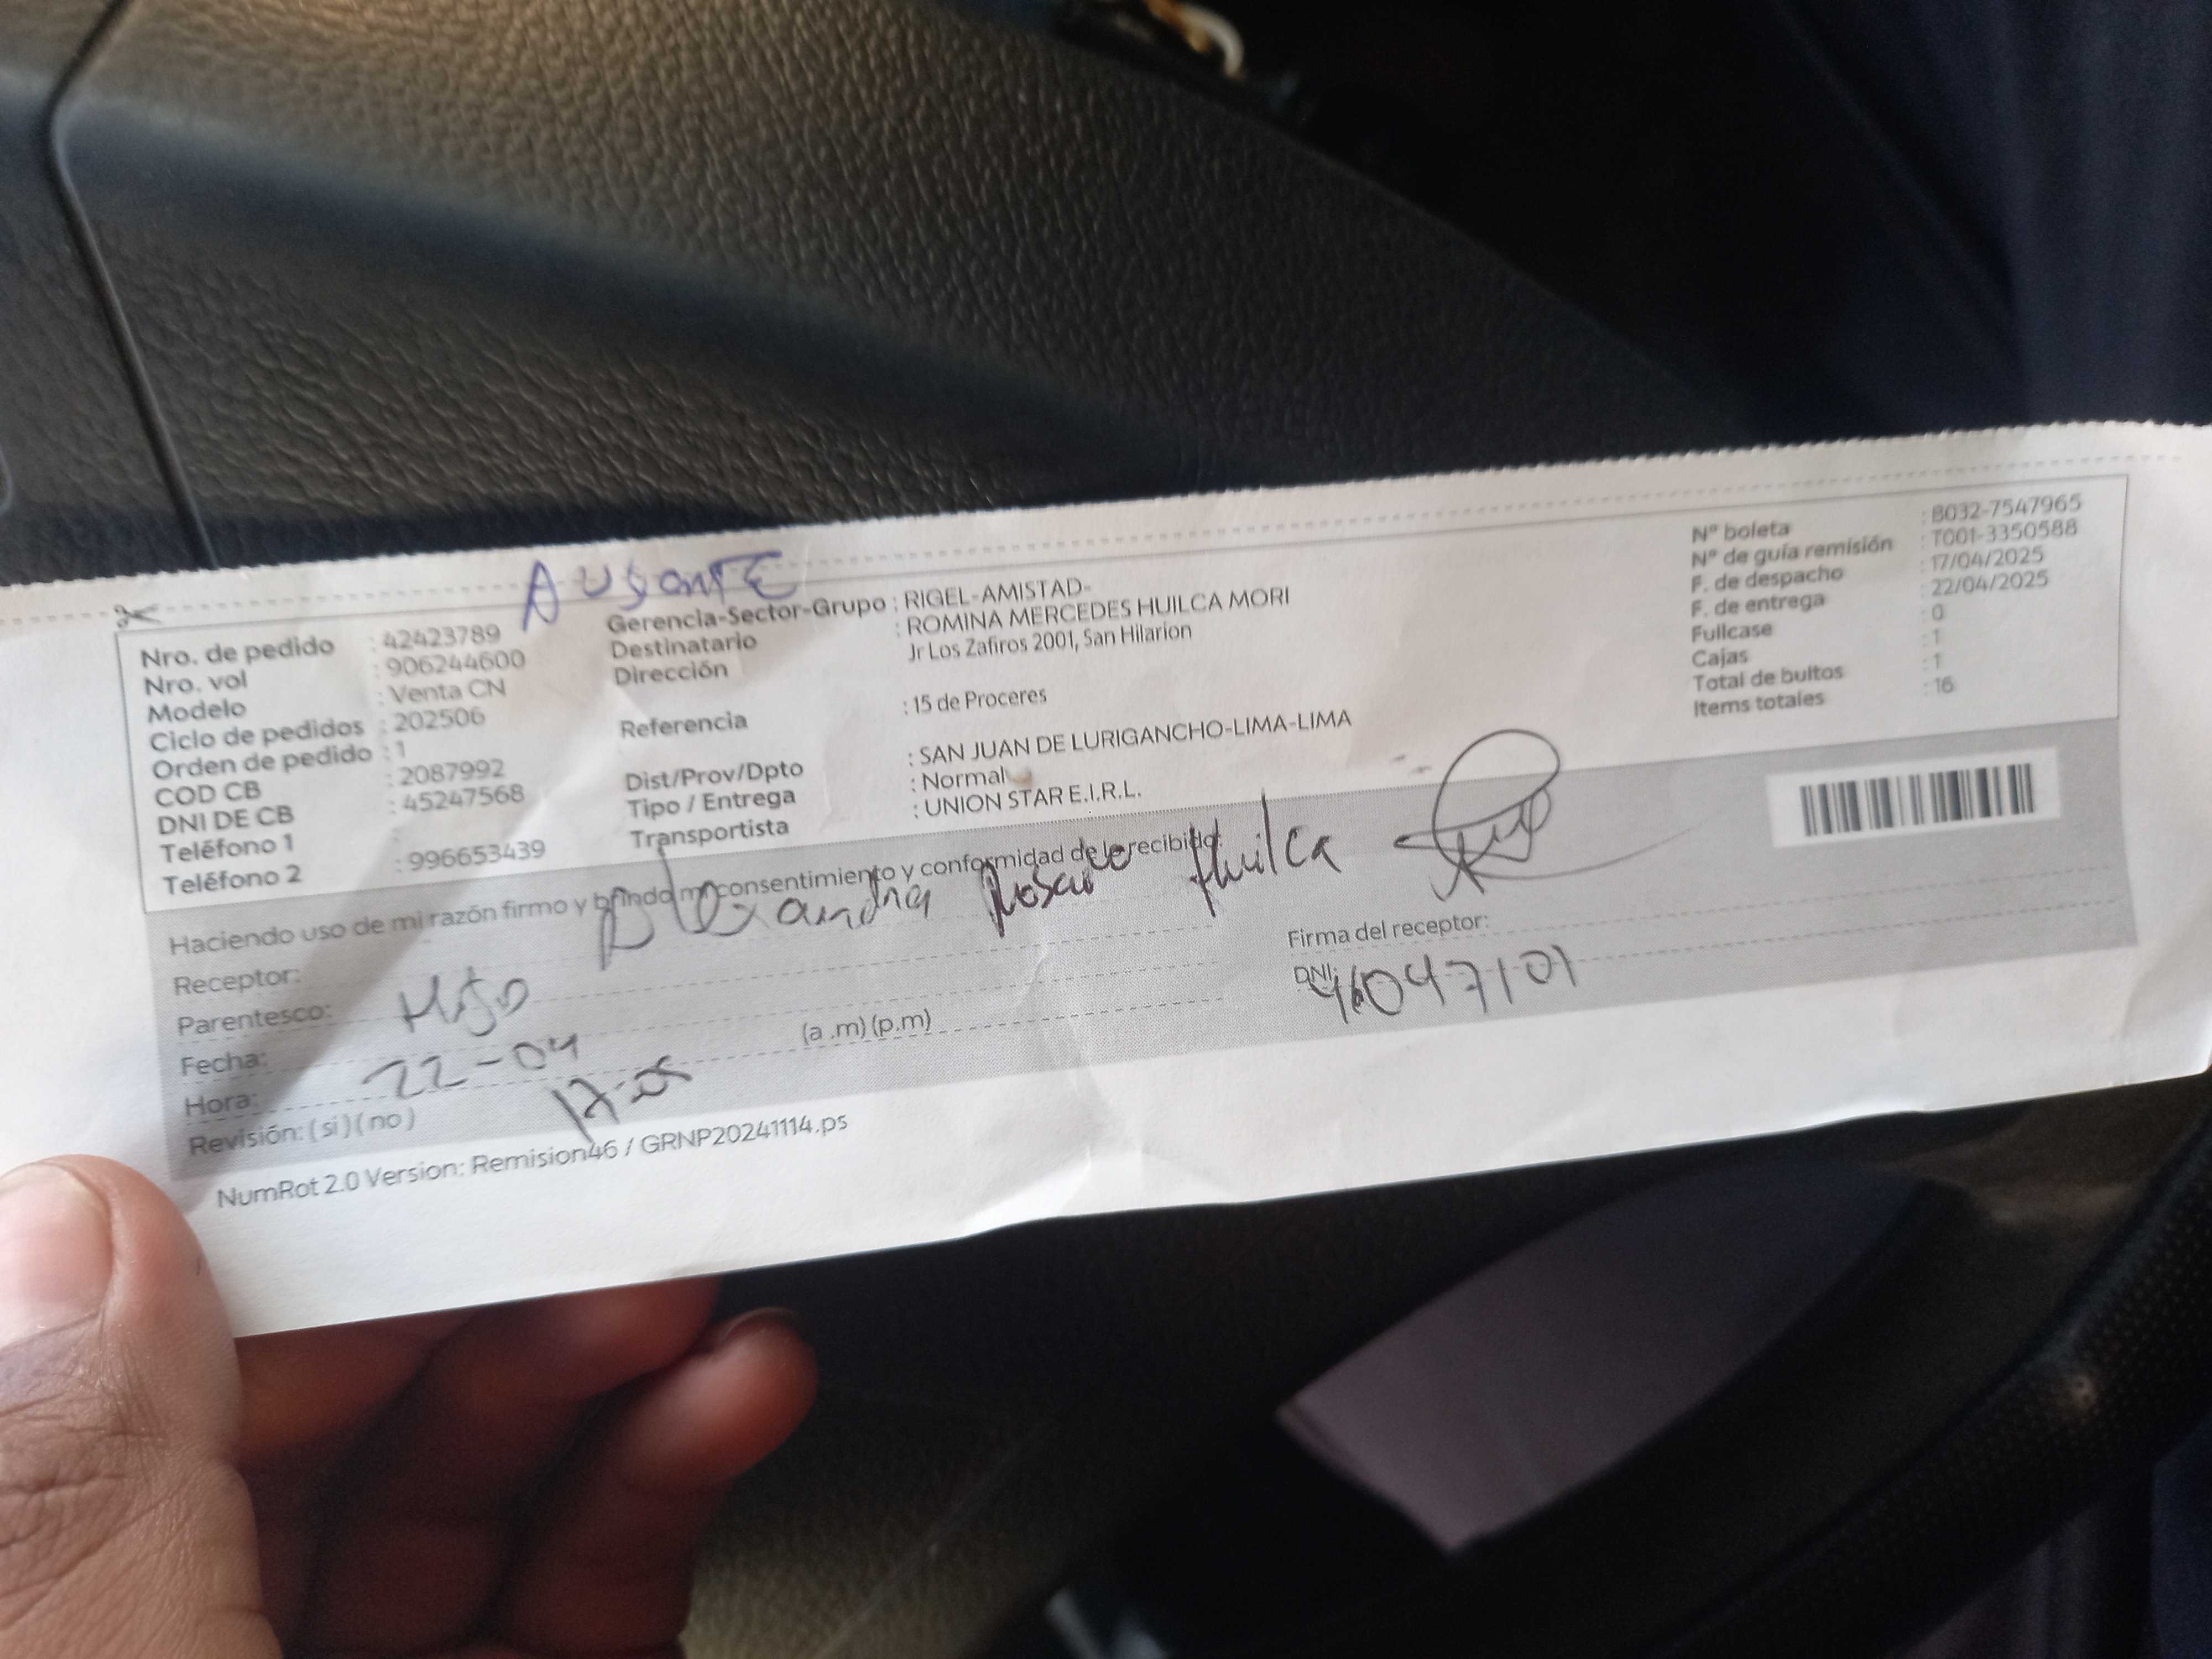 AUSENTE
Nro. de pedido : 42423789
Nro. vol : 906244600
Modelo : Venta CN
Ciclo de pedidos : 202506
Orden de pedido : 1
COD CB : 2087992
DNI DE CB : 45247568
Teléfono 1 :
Teléfono 2 : 996653439
Gerencia-Sector-Grupo : RIGEL-AMISTAD-
Destinatario : ROMINA MERCEDES HUILCA MORI
Dirección Jr Los Zafiros 2001, San Hilarion
Referencia : 15 de Proceres
Dist/Prov/Dpto : SAN JUAN DE LURIGANCHO-LIMA-LIMA
Tipo / Entrega : Normal
Transportista : UNION STAR E.I.R.L.
N° boleta : B032-7547965
N° de guía remisión : T001-3350588
F. de despacho : 17/04/2025
F. de entrega : 22/04/2025
Fullcase : 0
Cajas : 1
Total de bultos : 1
Items totales : 16
Haciendo uso de mi razón firmo y brindo mi consentimiento y conformidad de lo recibido:
Receptor: Alexandra Huilca
Parentesco: Hijo
Fecha: 22-04
Hora: 17:05 (a .m) (p.m)
Revisión: ( si ) ( no )
Firma del receptor:
DNI: 46047101
NumRot 2.0 Version: Remision46 / GRNP20241114.ps